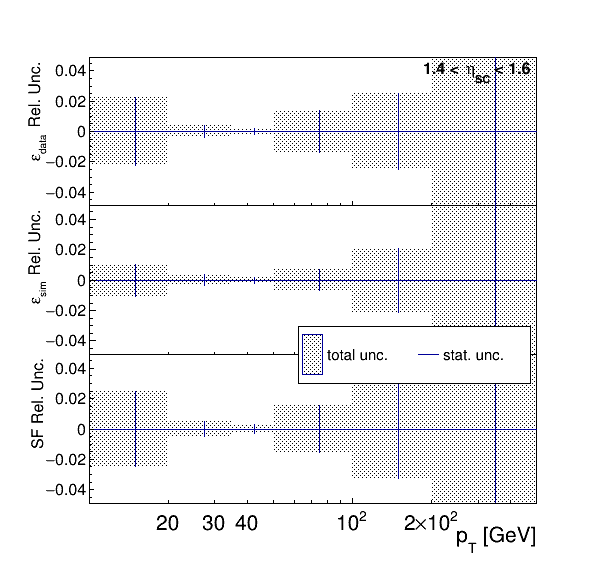 1.4 < η_SC < 1.6
ε_data Rel. Unc.
0.04
0.02
0
−0.02
−0.04
ε_sim Rel. Unc.
0.04
0.02
0
−0.02
−0.04
total unc.
stat. unc.
SF Rel. Unc.
0.04
0.02
0
−0.02
−0.04
20 30 40 10² 2×10²
p_T [GeV]